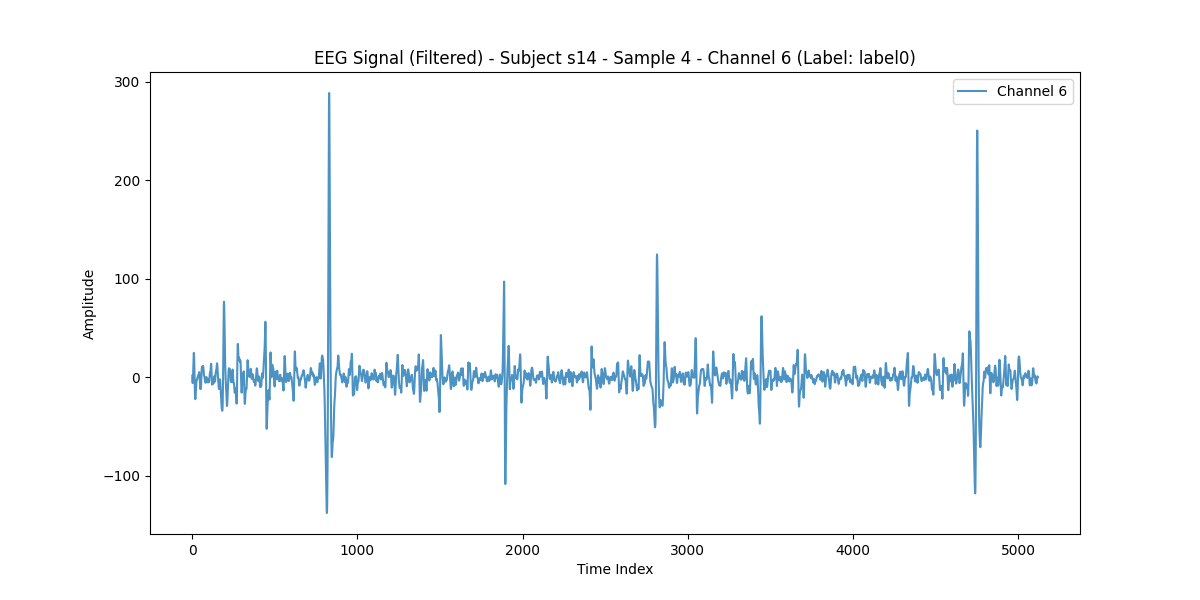 EEG Signal (Filtered) - Subject s14 - Sample 4 - Channel 6 (Label: label0)
Channel 6
300
200
100
0
−100
Amplitude
0 1000 2000 3000 4000 5000
Time Index